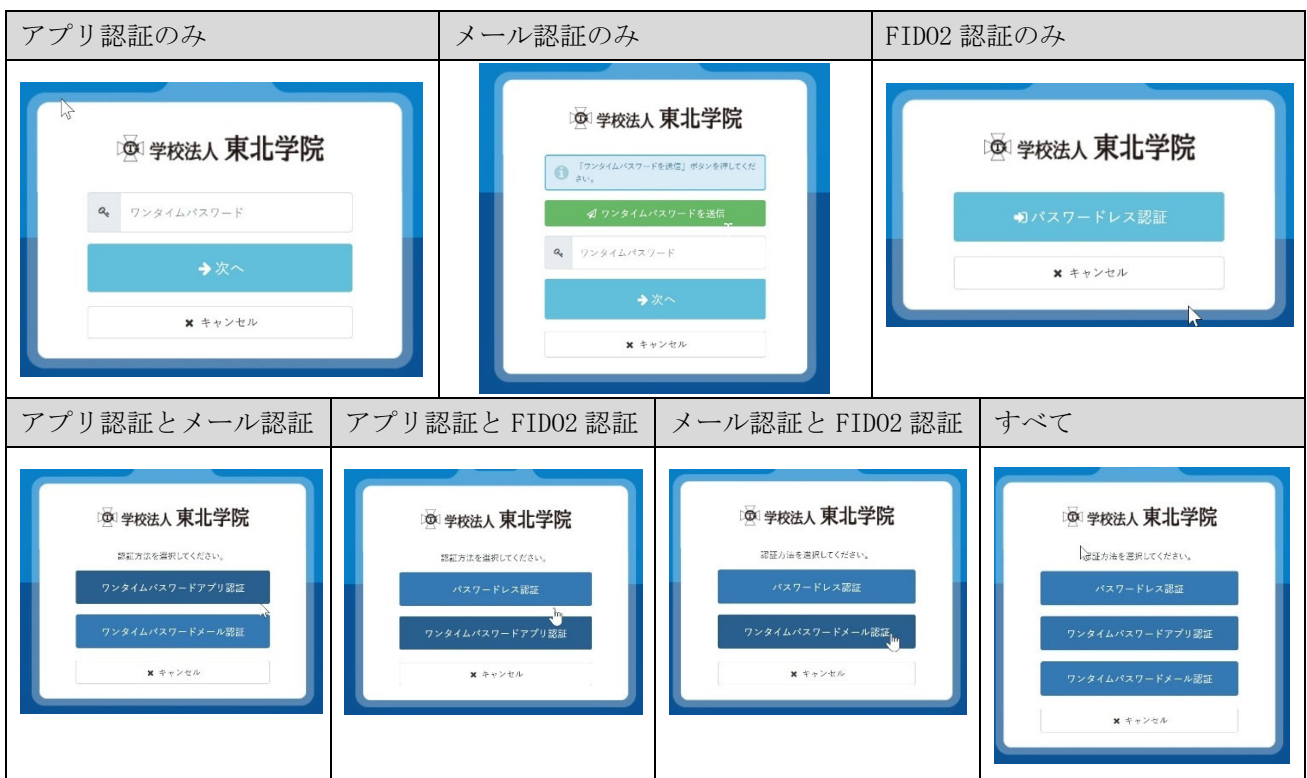 アプリ認証のみ
メール認証のみ
FIDO2 認証のみ
学校法人 東北学院
ワンタイムパスワード
次へ
キャンセル
学校法人 東北学院
「ワンタイムパスワードを送信」ボタンを押してくだ
さい。
ワンタイムパスワードを送信
ワンタイムパスワード
次へ
キャンセル
学校法人 東北学院
パスワードレス認証
キャンセル
アプリ認証とメール認証
アプリ認証と FIDO2 認証
メール認証と FIDO2 認証
すべて
学校法人 東北学院
認証方法を選択してください。
ワンタイムパスワードアプリ認証
ワンタイムパスワードメール認証
キャンセル
学校法人 東北学院
認証方法を選択してください。
パスワードレス認証
ワンタイムパスワードアプリ認証
キャンセル
学校法人 東北学院
認証方法を選択してください。
パスワードレス認証
ワンタイムパスワードメール認証
キャンセル
学校法人 東北学院
認証方法を選択してください。
パスワードレス認証
ワンタイムパスワードアプリ認証
ワンタイムパスワードメール認証
キャンセル